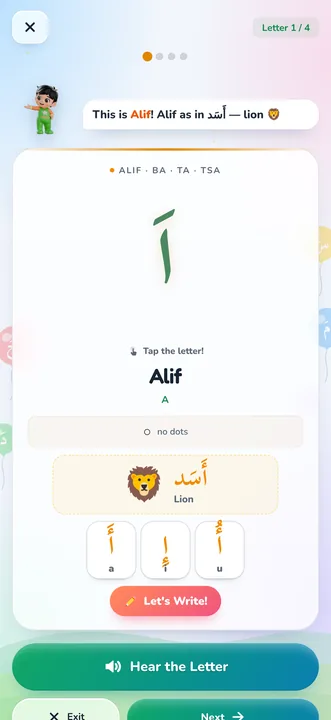 Letter 1 / 4
This is Alif! Alif as in أَسَد — lion 🦁
ALIF · BA · TA · TSA
اَ
Tap the letter!
Alif
A
no dots
أَسَد
Lion
أَ
a
إِ
i
أُ
u
Let's Write!
Hear the Letter
Exit
Next